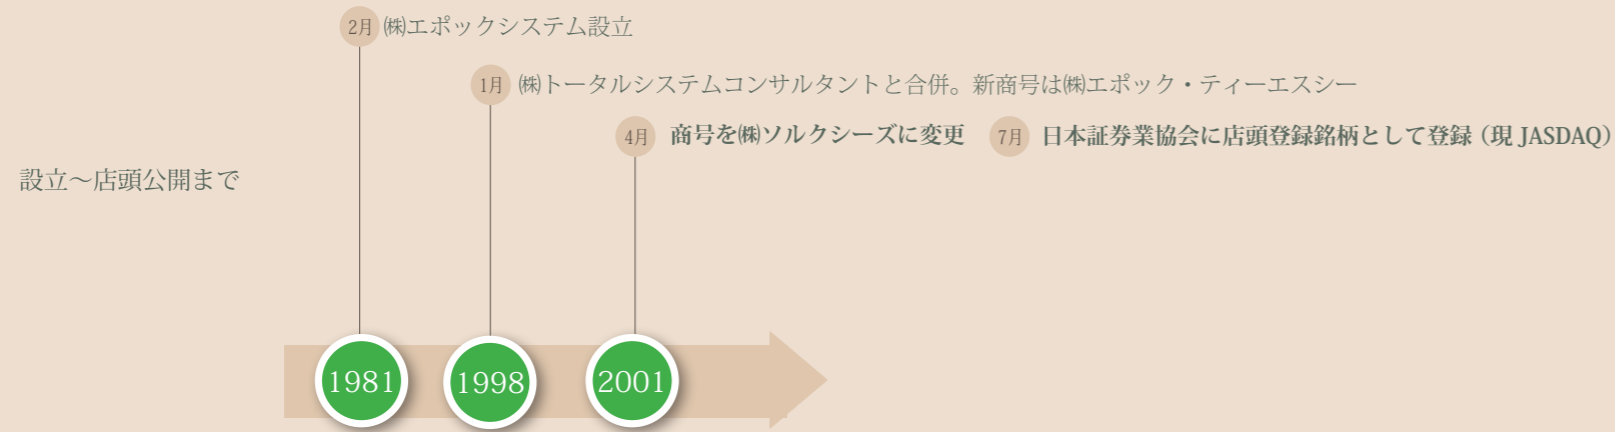 2月 ㈱エポックシステム設立
1月 ㈱トータルシステムコンサルタントと合併。新商号は㈱エポック・ティーエスシー
4月 商号を㈱ソルクシーズに変更 7月 日本証券業協会に店頭登録銘柄として登録（現 JASDAQ）
設立～店頭公開まで
1981 1998 2001